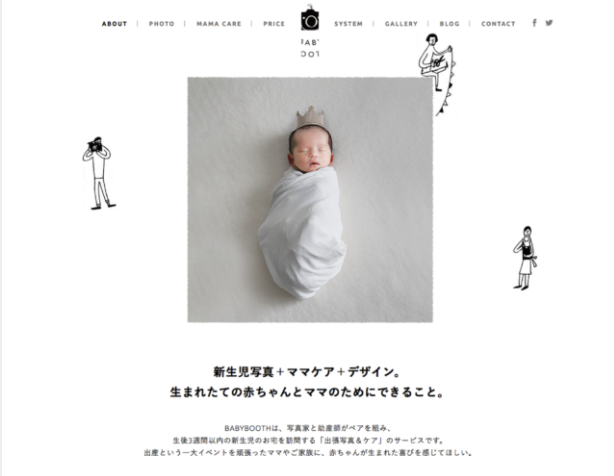 ABOUT | PHOTO | MAMA CARE | PRICE SYSTEM | GALLERY | BLOG | CONTACT
新生児写真＋ママケア＋デザイン。
生まれたての赤ちゃんとママのためにできること。
BABYBOOTHは、写真家と助産師がペアを組み、
生後3週間以内の新生児のお宅を訪問する「出張写真＆ケア」のサービスです。
出産という一大イベントを頑張ったママやご家族に、赤ちゃんが生まれた喜びを感じてほしい。